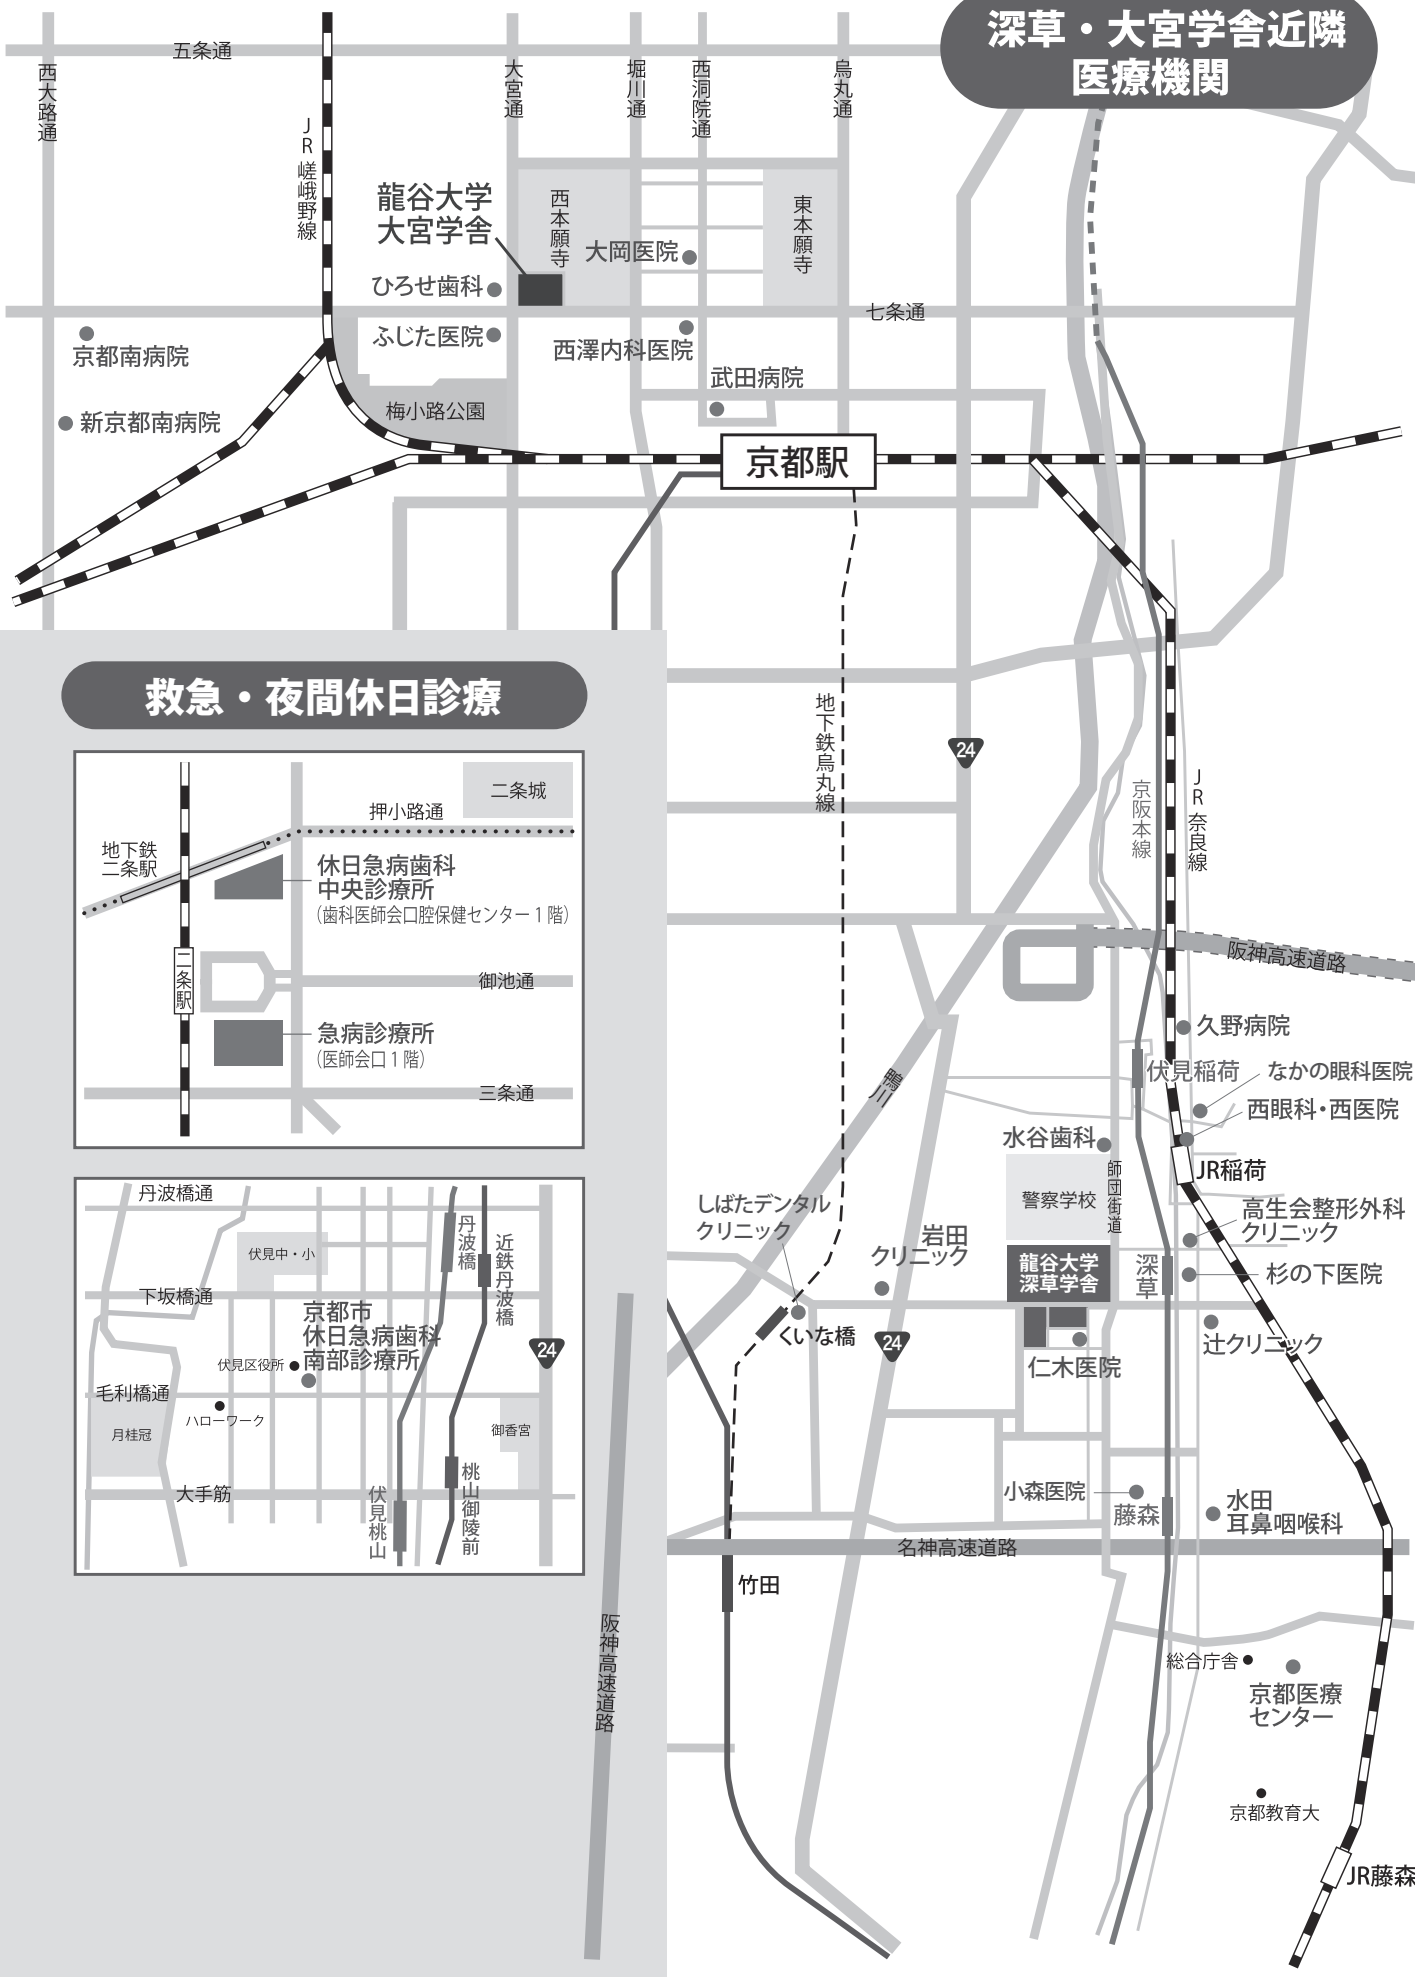 深草・大宮学舎近隣
医療機関
五条通
西大路通
JR嵯峨野線
大宮通
堀川通
西洞院通
烏丸通
龍谷大学
大宮学舎
西本願寺
東本願寺
大岡医院
ひろせ歯科
七条通
ふじた医院
西澤内科医院
京都南病院
武田病院
新京都南病院
梅小路公園
京都駅
救急・夜間休日診療
二条城
押小路通
地下鉄
二条駅
休日急病歯科
中央診療所
(歯科医師会口腔保健センター1階)
二条駅
御池通
急病診療所
(医師会口1階)
三条通
丹波橋通
丹波橋
近鉄丹波橋
伏見中・小
下坂橋通
京都市
休日急病歯科
南部診療所
24
伏見区役所
毛利橋通
ハローワーク
月桂冠
御香宮
大手筋
伏見桃山
桃山御陵前
阪神高速道路
地下鉄烏丸線
24
京阪本線
JR奈良線
阪神高速道路
久野病院
鴨川
伏見稲荷
なかの眼科医院
西眼科・西医院
水谷歯科
JR稲荷
師団街道
警察学校
しばたデンタル
クリニック
岩田
クリニック
高生会整形外科
クリニック
龍谷大学
深草学舎
深草
杉の下医院
くいな橋
24
辻クリニック
仁木医院
小森医院
藤森
水田
耳鼻咽喉科
名神高速道路
竹田
総合庁舎
京都医療
センター
京都教育大
JR藤森